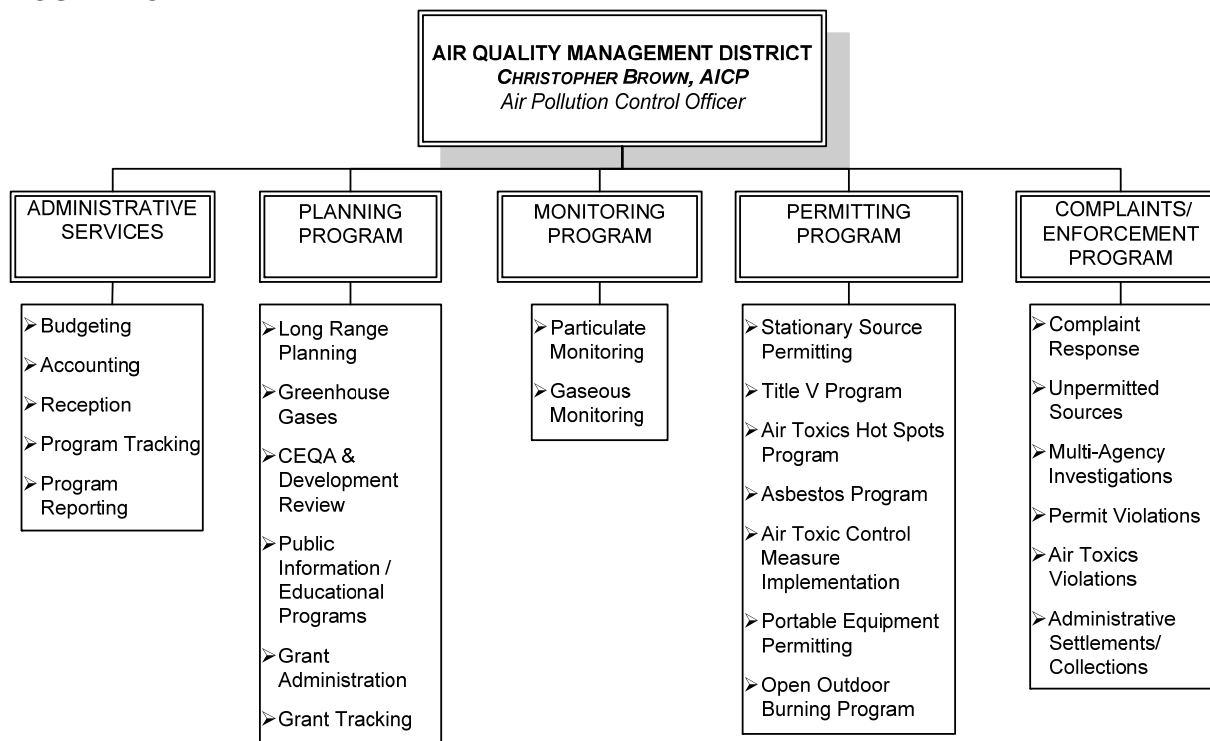 AIR QUALITY MANAGEMENT DISTRICT
CHRISTOPHER BROWN, AICP
Air Pollution Control Officer
ADMINISTRATIVE
SERVICES
➢Budgeting
➢Accounting
➢Reception
➢Program Tracking
➢Program
Reporting
PLANNING
PROGRAM
➢Long Range
Planning
➢Greenhouse
Gases
➢CEQA &
Development
Review
➢Public
Information /
Educational
Programs
➢Grant
Administration
➢Grant Tracking
MONITORING
PROGRAM
➢Particulate
Monitoring
➢Gaseous
Monitoring
PERMITTING
PROGRAM
➢Stationary Source
Permitting
➢Title V Program
➢Air Toxics Hot Spots
Program
➢Asbestos Program
➢Air Toxic Control
Measure
Implementation
➢Portable Equipment
Permitting
➢Open Outdoor
Burning Program
COMPLAINTS/
ENFORCEMENT
PROGRAM
➢Complaint
Response
➢Unpermitted
Sources
➢Multi-Agency
Investigations
➢Permit Violations
➢Air Toxics
Violations
➢Administrative
Settlements/
Collections